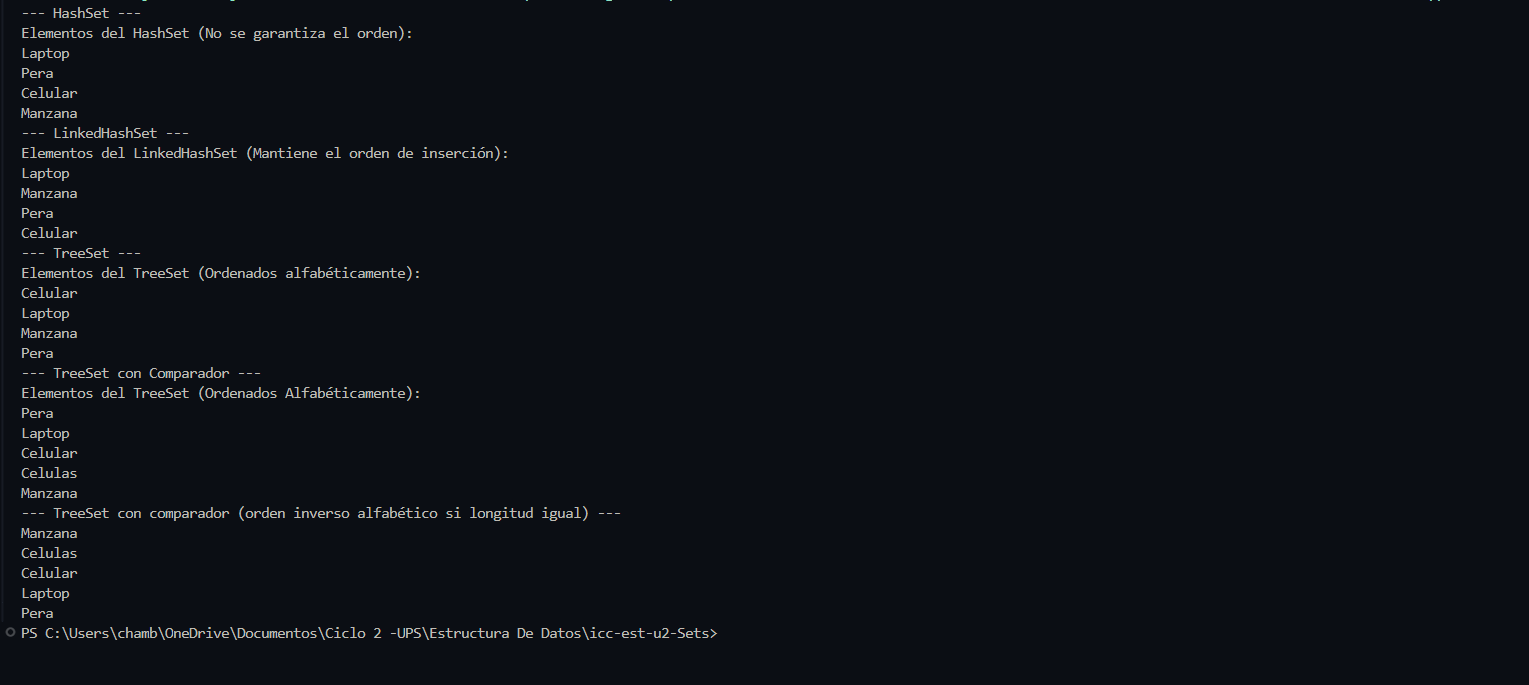 --- HashSet ---
Elementos del HashSet (No se garantiza el orden):
Laptop
Pera
Celular
Manzana
--- LinkedHashSet ---
Elementos del LinkedHashSet (Mantiene el orden de inserción):
Laptop
Manzana
Pera
Celular
--- TreeSet ---
Elementos del TreeSet (Ordenados alfabéticamente):
Celular
Laptop
Manzana
Pera
--- TreeSet con Comparador ---
Elementos del TreeSet (Ordenados Alfabéticamente):
Pera
Laptop
Celular
Celulas
Manzana
--- TreeSet con comparador (orden inverso alfabético si longitud igual) ---
Manzana
Celulas
Celular
Laptop
Pera
PS C:\Users\chamb\OneDrive\Documentos\Ciclo 2 -UPS\Estructura De Datos\icc-est-u2-Sets>